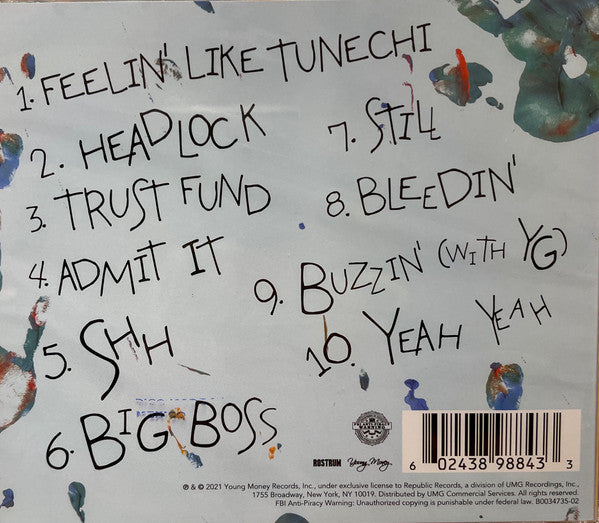 1. FEELIN' LIKE TUNECHI
2. HEADLOCK
3. TRUST FUND
4. ADMIT IT
5. SHH
6. BIG BOSS
7. STILL
8. BLEEDIN'
9. BUZZIN' (WITH YG)
10. YEAH YEAH
FBI ANTI-PIRACY
WARNING
ROSTRUM Young Money
6 02438 98843 3
℗ & © 2021 Young Money Records, Inc., under exclusive license to Republic Records, a division of UMG Recordings, Inc.,
1755 Broadway, New York, NY 10019. Distributed by UMG Commercial Services. All rights reserved.
FBI Anti-Piracy Warning: Unauthorized copying is punishable under federal law. B0034735-02